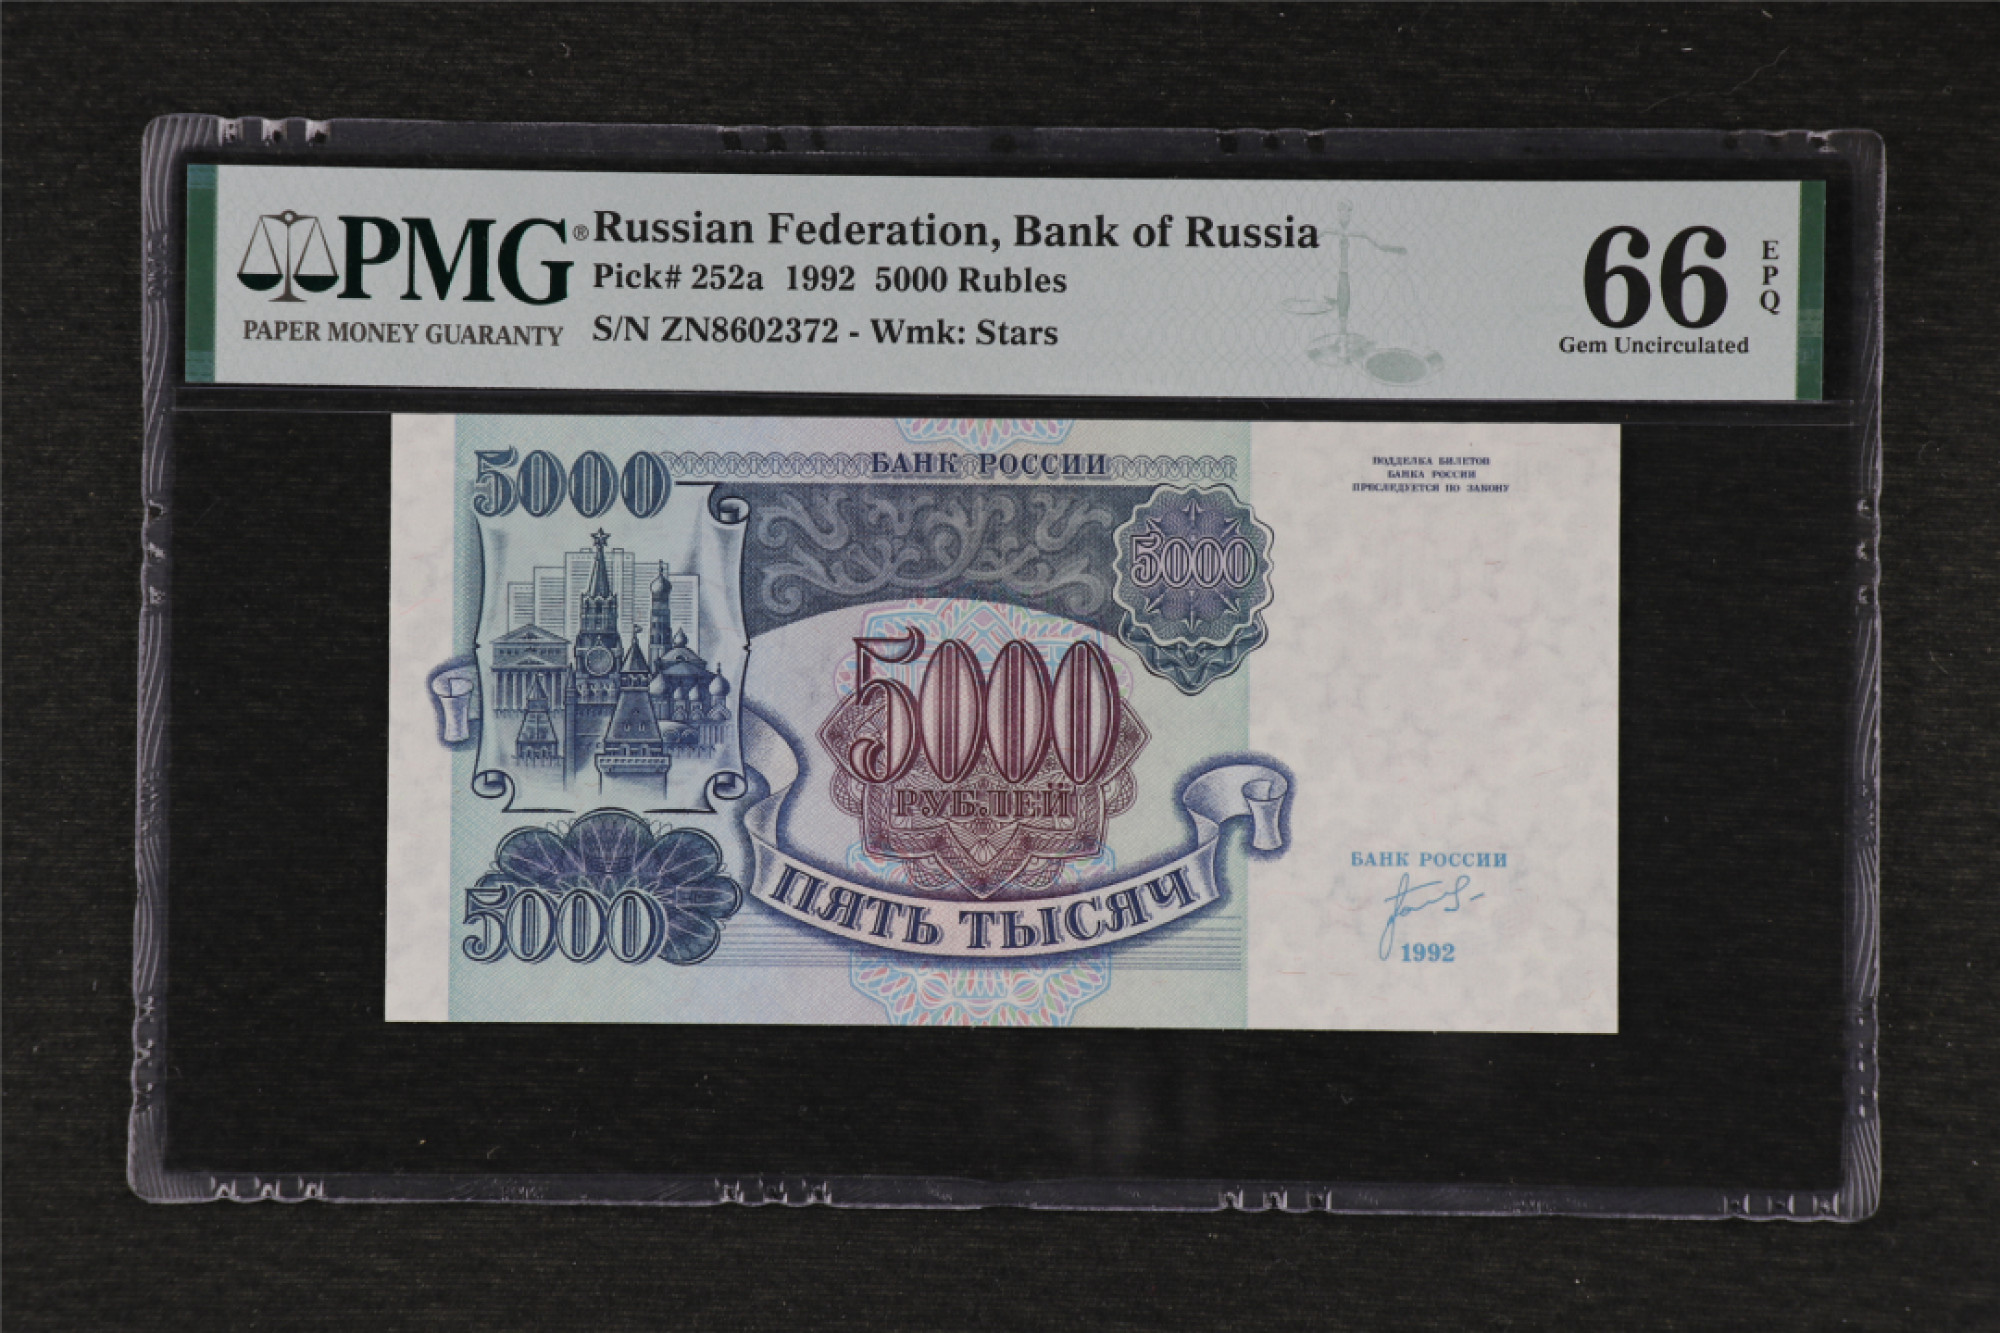 PMG®
PAPER MONEY GUARANTY
Russian Federation, Bank of Russia
Pick# 252a 1992 5000 Rubles
S/N ZN8602372 - Wmk: Stars
66
EPQ
Gem Uncirculated
5000
БАНК РОССИИ
ПОДДЕЛКА БИЛЕТОВ
БАНКА РОССИИ
ПРЕСЛЕДУЕТСЯ ПО ЗАКОНУ
5000
5000
РУБЛЕЙ
ПЯТЬ ТЫСЯЧ
5000
БАНК РОССИИ
1992